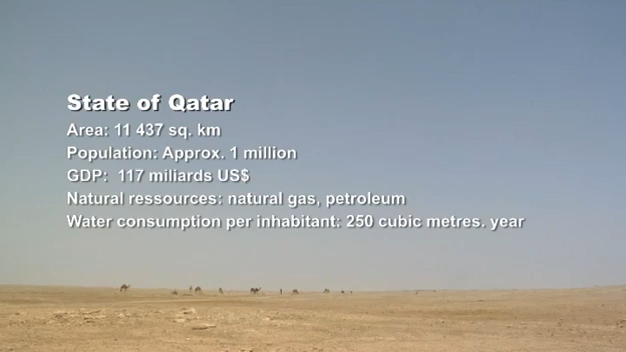 State of Qatar
Area: 11 437 sq. km
Population: Approx. 1 million
GDP:  117 miliards US$
Natural ressources: natural gas, petroleum
Water consumption per inhabitant: 250 cubic metres. year